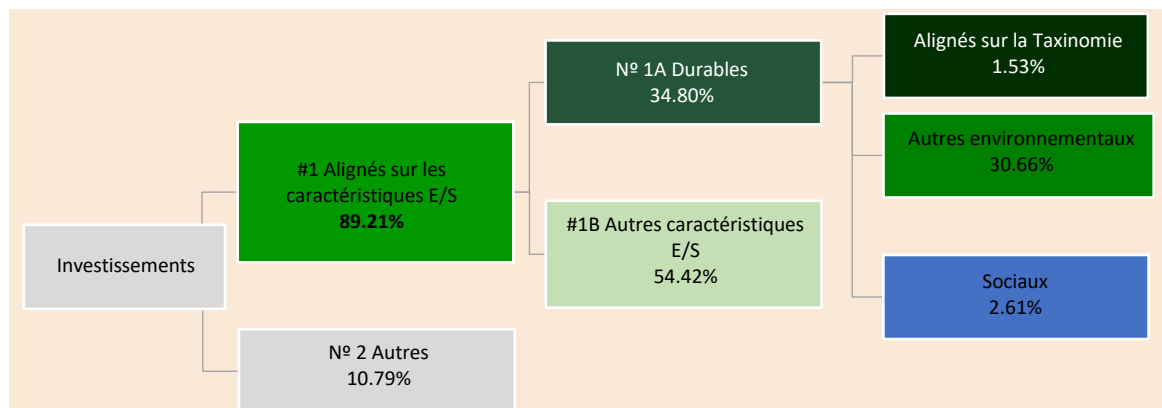 Investissements
#1 Alignés sur les
caractéristiques E/S
89.21%
Nº 2 Autres
10.79%
Nº 1A Durables
34.80%
#1B Autres caractéristiques
E/S
54.42%
Alignés sur la Taxinomie
1.53%
Autres environnementaux
30.66%
Sociaux
2.61%